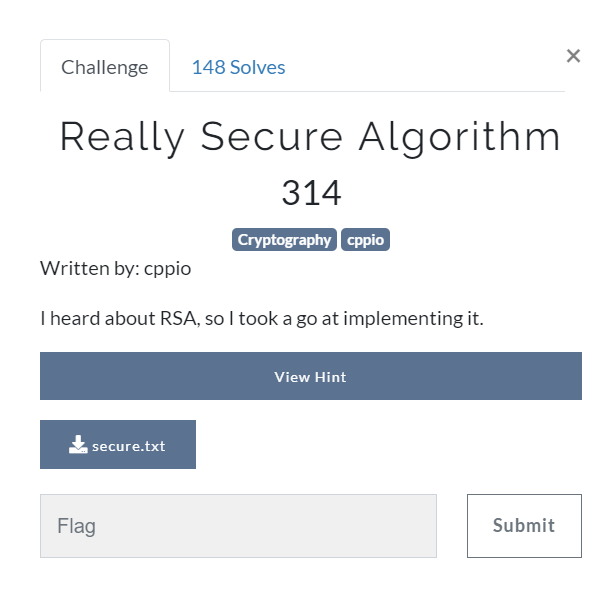 Challenge 148 Solves ×
Really Secure Algorithm
314
Cryptography cppio
Written by: cppio
I heard about RSA, so I took a go at implementing it.
View Hint
secure.txt
Flag Submit